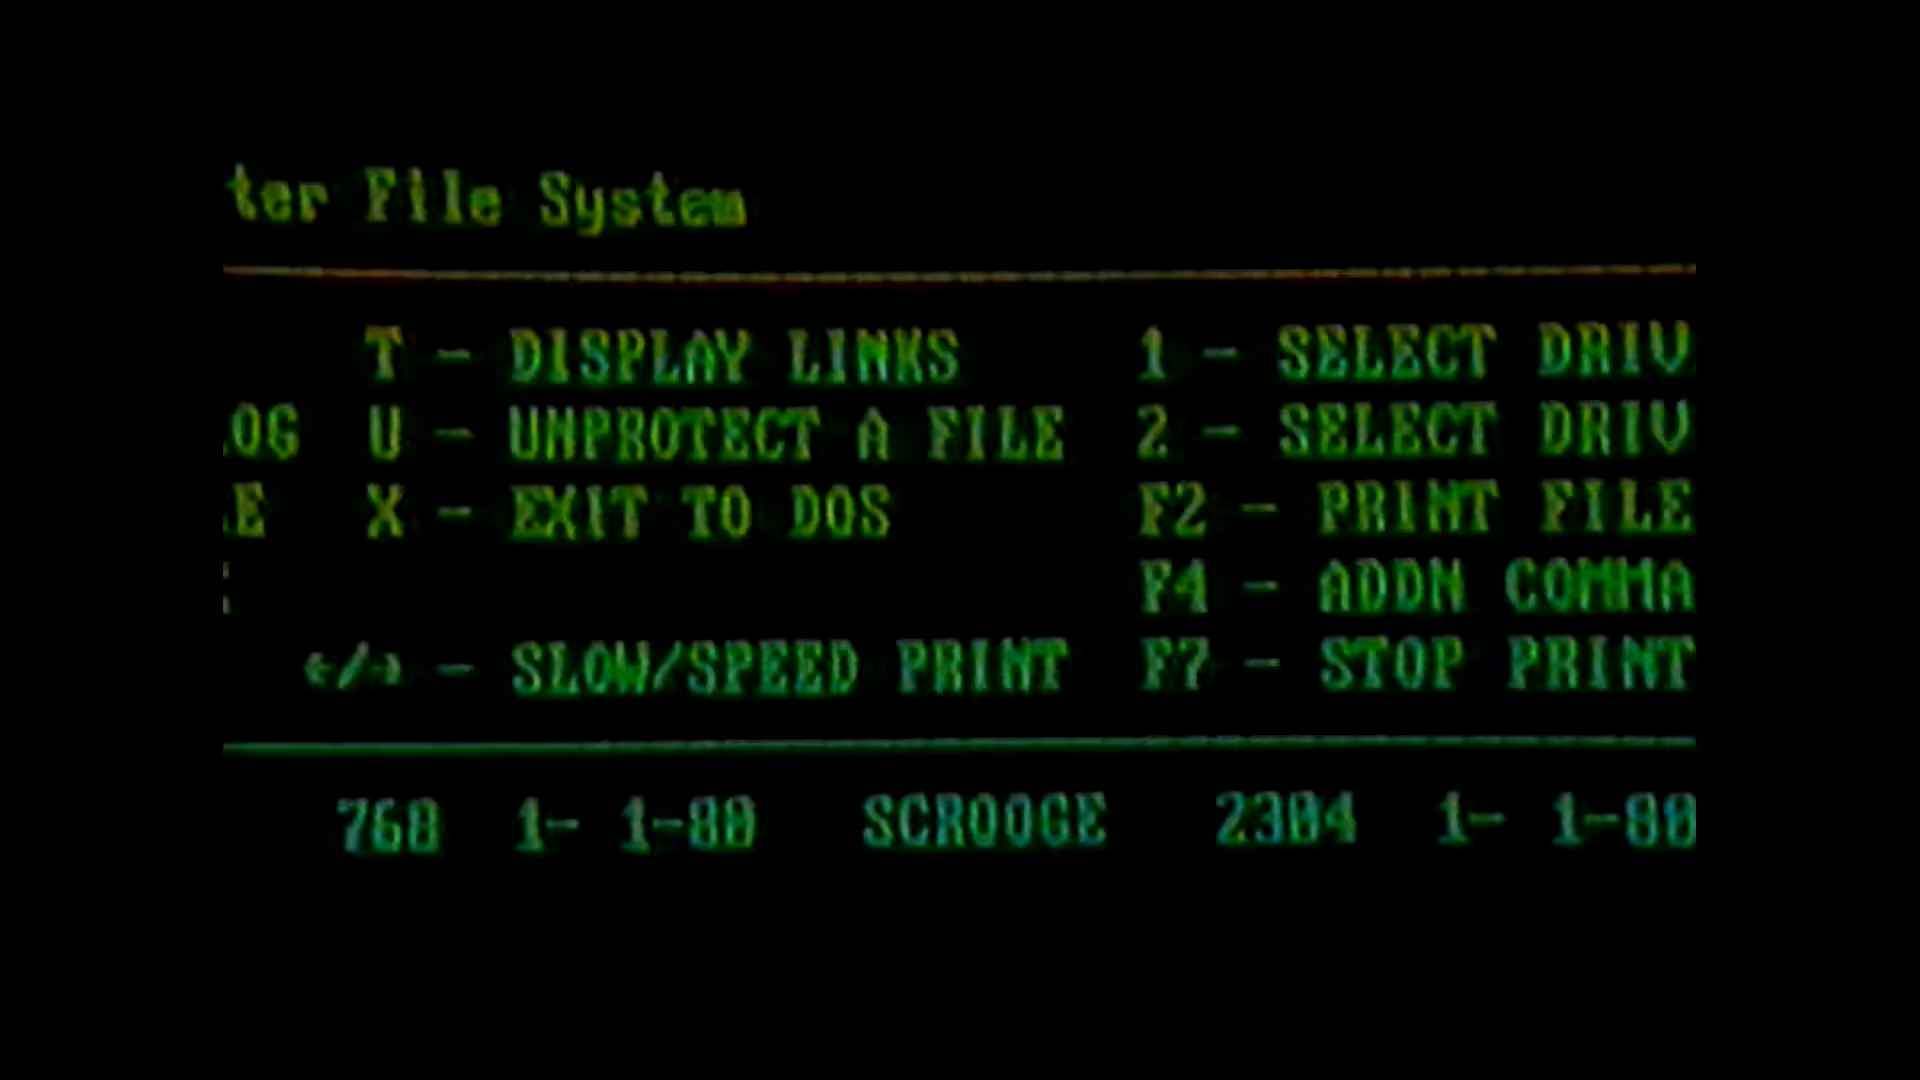 ter File System
T - DISPLAY LINKS 1 - SELECT DRIV
OG U - UNPROTECT A FILE 2 - SELECT DRIV
E X - EXIT TO DOS F2 - PRINT FILE
F4 - ADDN COMMA
←/→ - SLOW/SPEED PRINT F7 - STOP PRINT
768 1- 1-80 SCROOGE 2304 1- 1-80